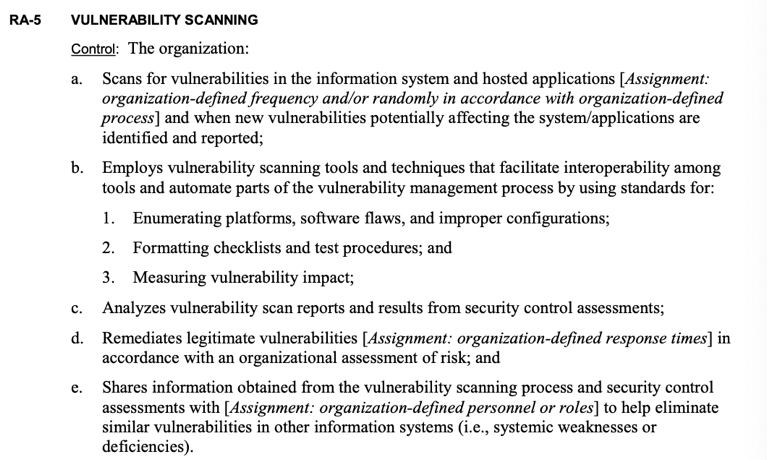 RA-5 VULNERABILITY SCANNING
Control: The organization:
a. Scans for vulnerabilities in the information system and hosted applications [Assignment:
organization-defined frequency and/or randomly in accordance with organization-defined
process] and when new vulnerabilities potentially affecting the system/applications are
identified and reported;
b. Employs vulnerability scanning tools and techniques that facilitate interoperability among
tools and automate parts of the vulnerability management process by using standards for:
1. Enumerating platforms, software flaws, and improper configurations;
2. Formatting checklists and test procedures; and
3. Measuring vulnerability impact;
c. Analyzes vulnerability scan reports and results from security control assessments;
d. Remediates legitimate vulnerabilities [Assignment: organization-defined response times] in
accordance with an organizational assessment of risk; and
e. Shares information obtained from the vulnerability scanning process and security control
assessments with [Assignment: organization-defined personnel or roles] to help eliminate
similar vulnerabilities in other information systems (i.e., systemic weaknesses or
deficiencies).